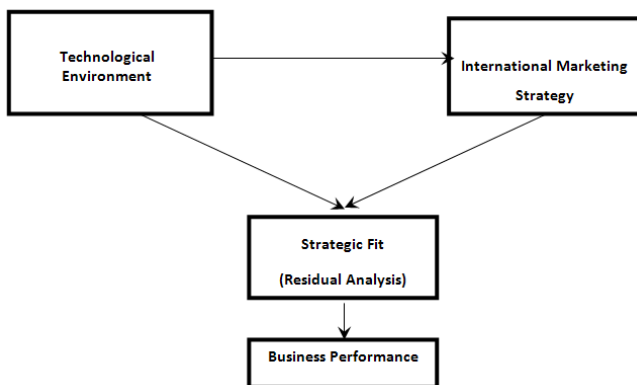 Technological
Environment
International Marketing
Strategy
Strategic Fit
(Residual Analysis)
Business Performance